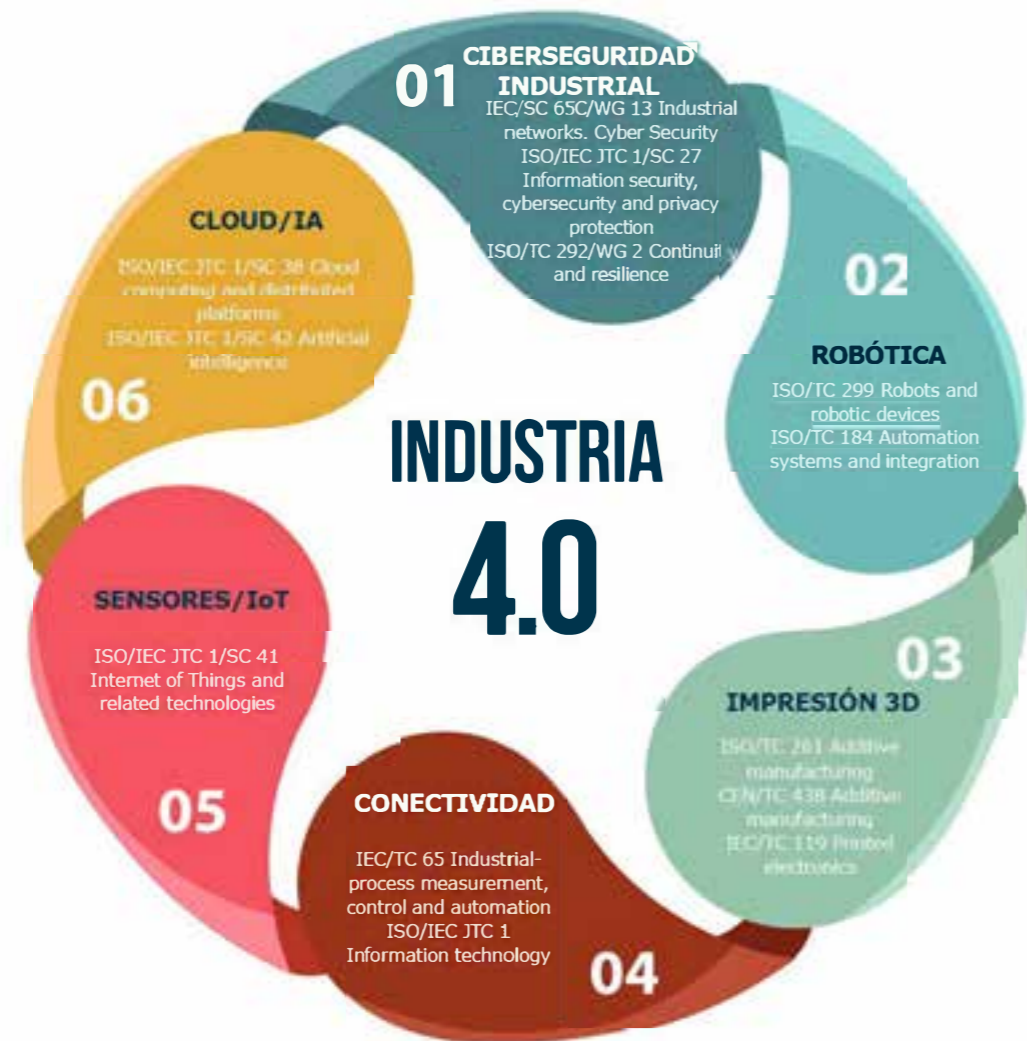 01
CIBERSEGURIDAD
INDUSTRIAL
IEC/SC 65C/WG 13 Industrial
networks. Cyber Security
ISO/IEC JTC 1/SC 27
Information security,
cybersecurity and privacy
protection
ISO/TC 292/WG 2 Continuity
and resilience
02
ROBÓTICA
ISO/TC 299 Robots and
robotic devices
ISO/TC 184 Automation
systems and integration
03
IMPRESIÓN 3D
ISO/TC 261 Additive
manufacturing
CEN/TC 438 Additive
manufacturing
IEC/TC 119 Printed
electronics
CONECTIVIDAD
IEC/TC 65 Industrial-
process measurement,
control and automation
ISO/IEC JTC 1
Information technology
04
SENSORES/IoT
ISO/IEC JTC 1/SC 41
Internet of Things and
related technologies
05
CLOUD/IA
ISO/IEC JTC 1/SC 38 Cloud
computing and distributed
platforms
ISO/IEC JTC 1/SC 42 Artificial
intelligence
06
INDUSTRIA
4.0